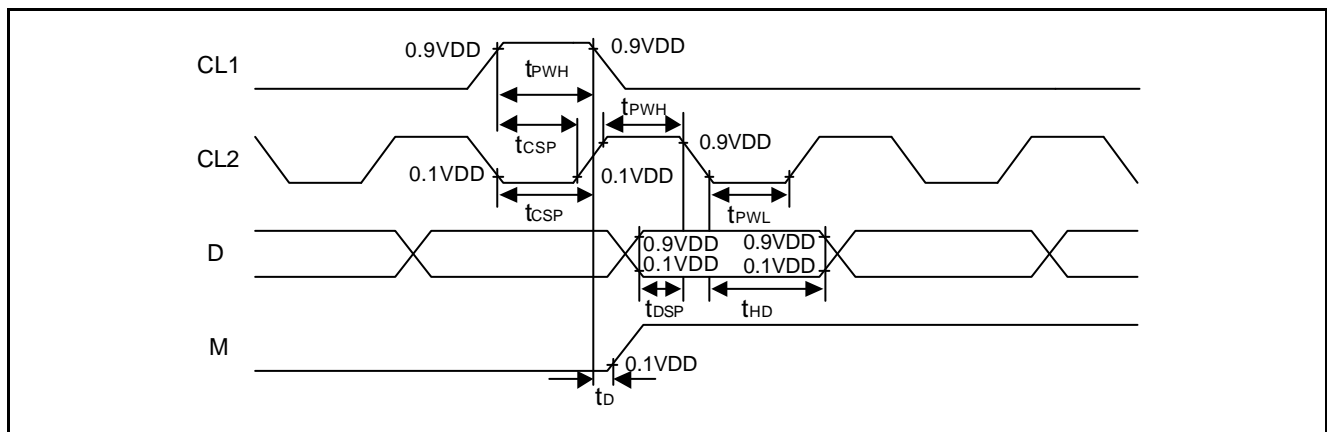 0.9VDD 0.9VDD
CL1
tPWH
tPWH
tCSP
CL2 0.9VDD
0.1VDD 0.1VDD
tCSP tPWL
D 0.9VDD 0.9VDD
0.1VDD 0.1VDD
tDSP tHD
M
0.1VDD
tD